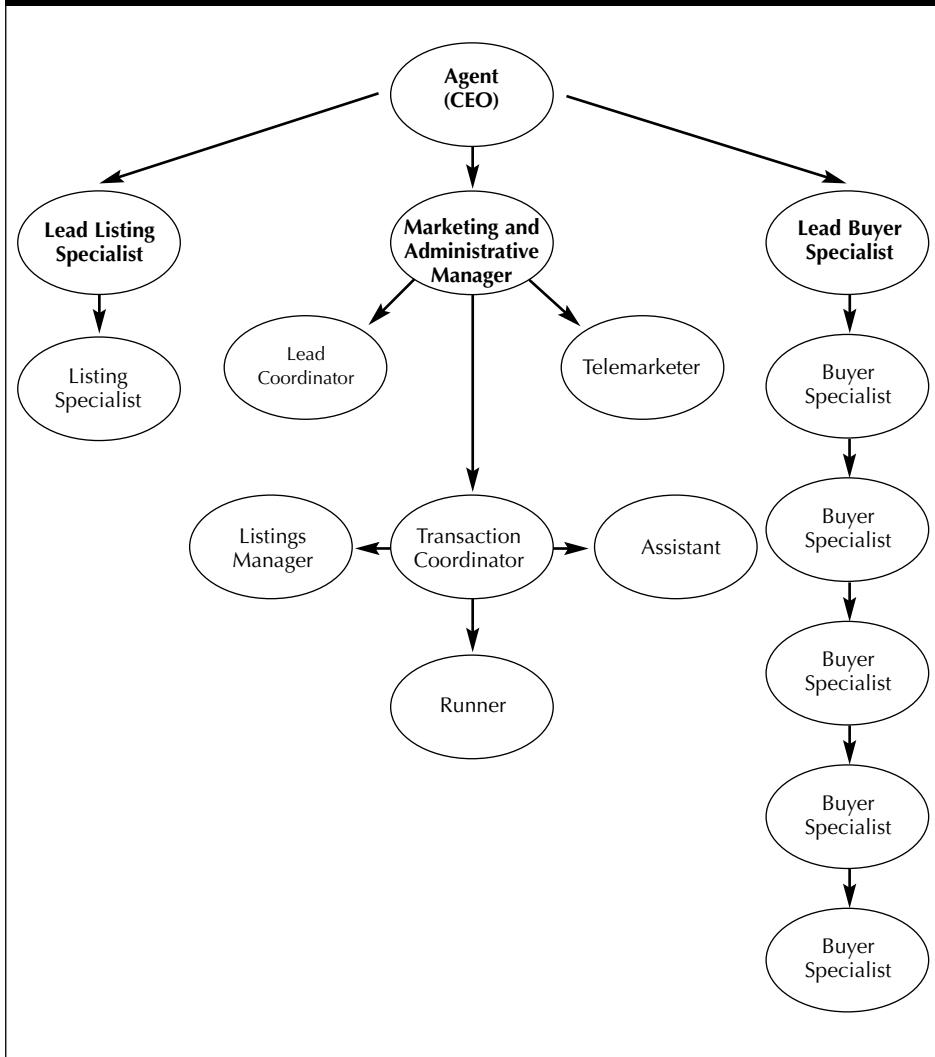 Agent
(CEO)
Lead Listing
Specialist
Marketing and
Administrative
Manager
Lead Buyer
Specialist
Listing
Specialist
Lead
Coordinator
Telemarketer
Buyer
Specialist
Listings
Manager
Transaction
Coordinator
Assistant
Buyer
Specialist
Runner
Buyer
Specialist
Buyer
Specialist
Buyer
Specialist